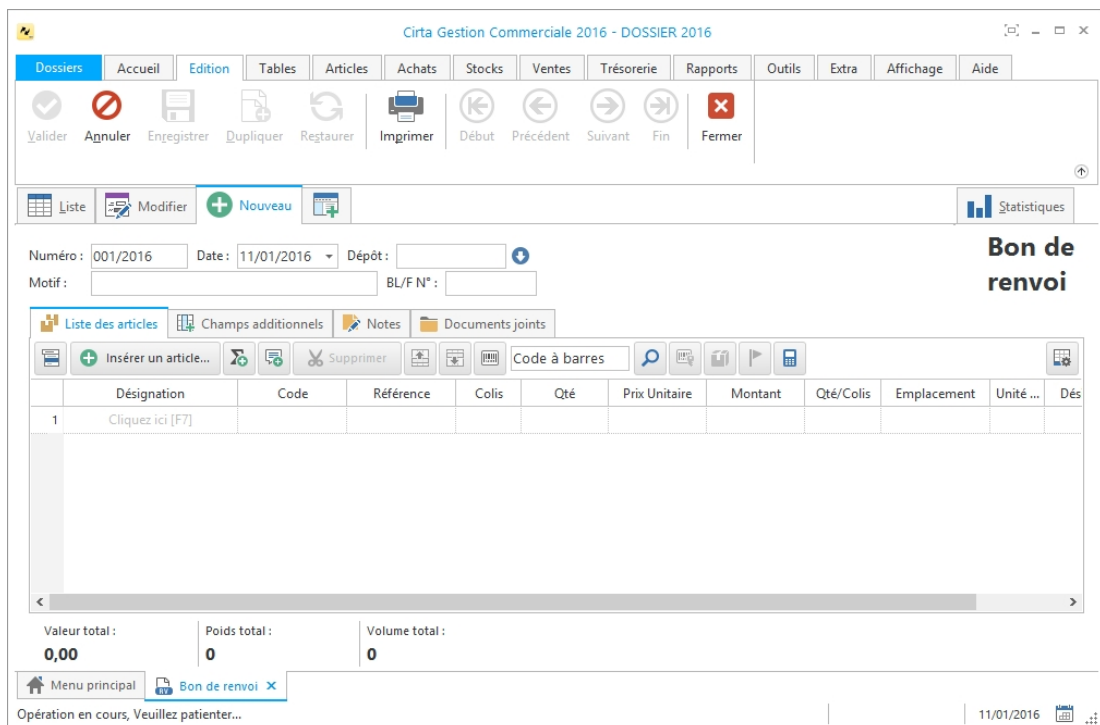 Cirta Gestion Commerciale 2016 - DOSSIER 2016
Dossiers Accueil Edition Tables Articles Achats Stocks Ventes Trésorerie Rapports Outils Extra Affichage Aide
Valider Annuler Enregistrer Dupliquer Restaurer Imprimer Début Précédent Suivant Fin Fermer
Liste Modifier Nouveau Statistiques
Numéro : 001/2016 Date : 11/01/2016 Dépôt :
Bon de
renvoi
Motif : BL/F N° :
Liste des articles Champs additionnels Notes Documents joints
Insérer un article... Supprimer Code à barres
Désignation Code Référence Colis Qté Prix Unitaire Montant Qté/Colis Emplacement Unité ... Dés
1 Cliquez ici [F7]
Valeur total : Poids total : Volume total :
0,00 0 0
Menu principal BV Bon de renvoi
Opération en cours, Veuillez patienter... 11/01/2016